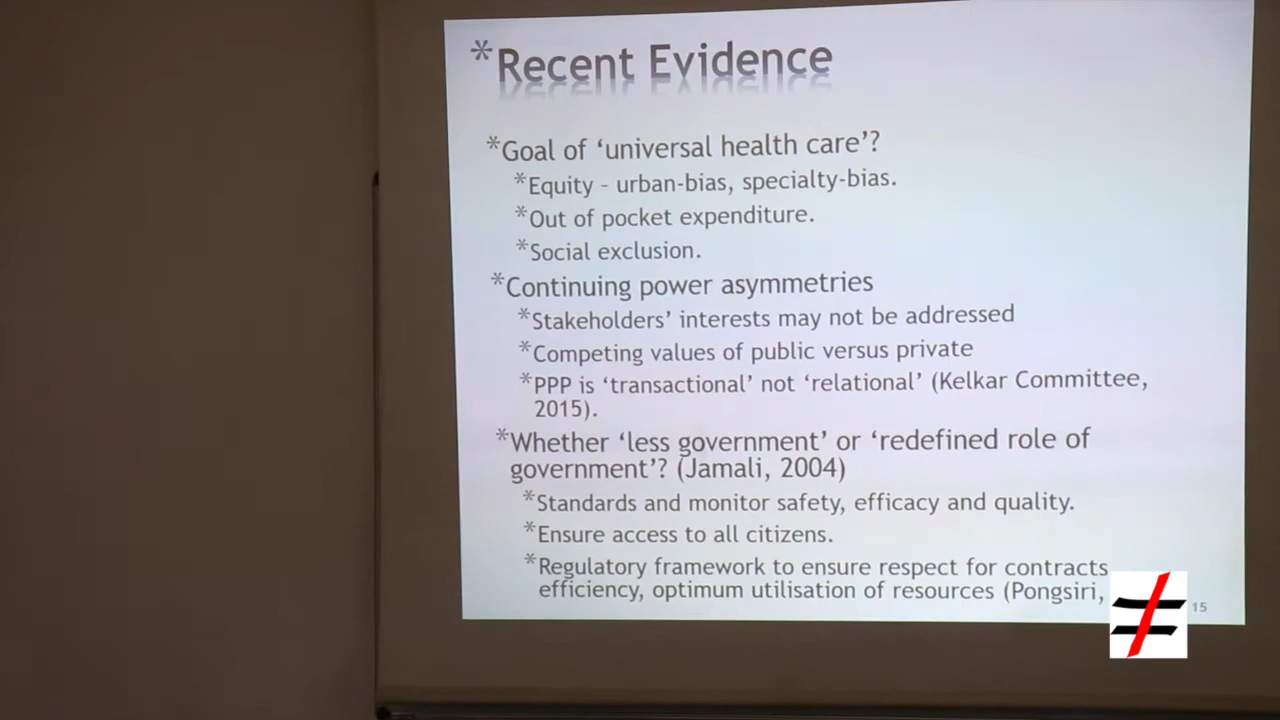 *Recent Evidence
*Goal of ‘universal health care’?
*Equity - urban-bias, specialty-bias.
*Out of pocket expenditure.
*Social exclusion.
*Continuing power asymmetries
*Stakeholders’ interests may not be addressed
*Competing values of public versus private
*PPP is ‘transactional’ not ‘relational’ (Kelkar Committee,
2015).
*Whether ‘less government’ or ‘redefined role of
government’? (Jamali, 2004)
*Standards and monitor safety, efficacy and quality.
*Ensure access to all citizens.
*Regulatory framework to ensure respect for contracts
efficiency, optimum utilisation of resources (Pongsiri,
15